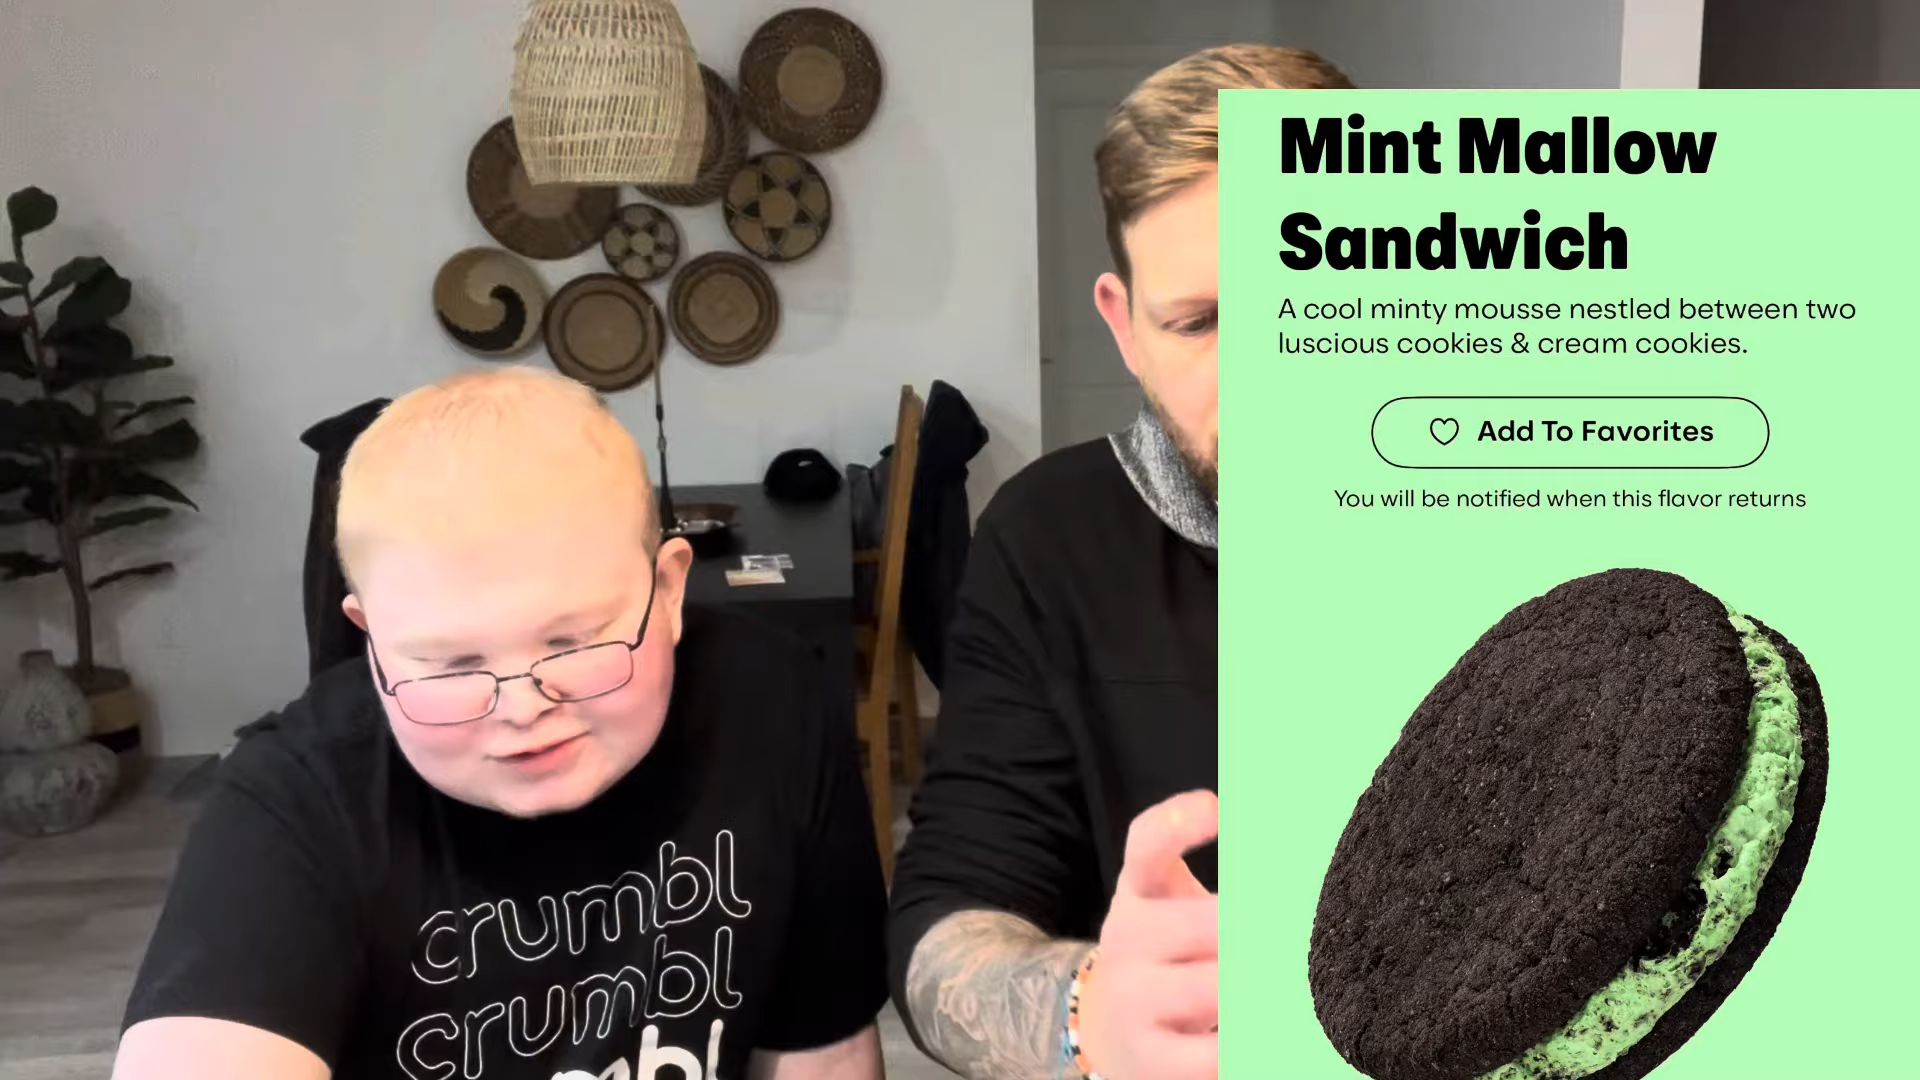 Mint Mallow
Sandwich
A cool minty mousse nestled between two
luscious cookies & cream cookies.
Add To Favorites
You will be notified when this flavor returns
crumbl
crumbl
mbl